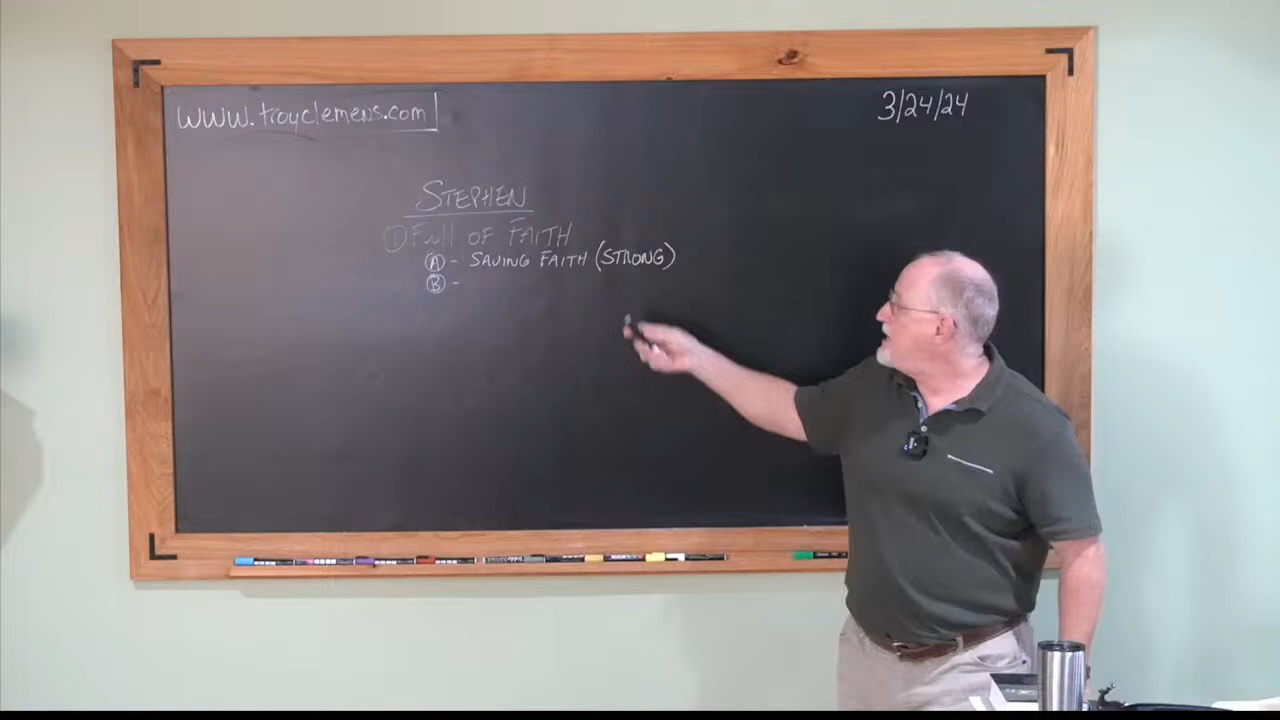 www.troyclemens.com
3/24/24
STEPHEN
① Full OF FAITH
Ⓐ - SAVING FAITH (STRONG)
Ⓑ -